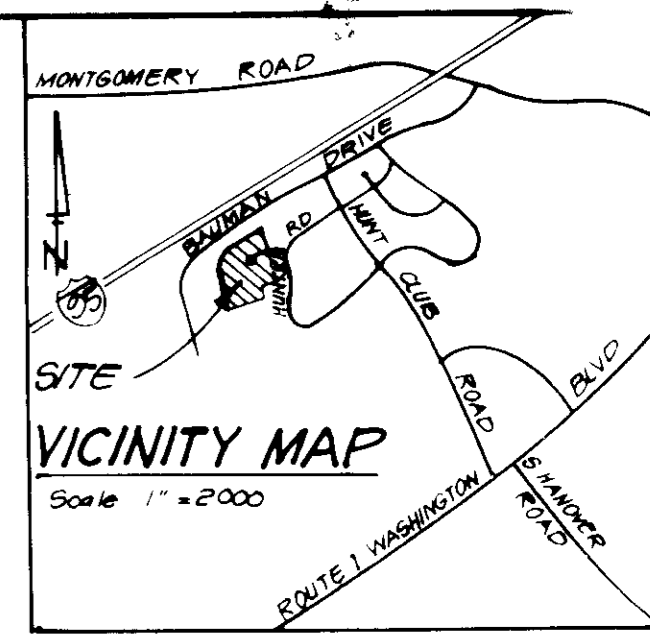 MONTGOMERY ROAD
BAUMAN DRIVE
RD
HUNT CLUB ROAD
N
95
SITE
VICINITY MAP
Scale 1" = 2000
BLVD
ROUTE 1 WASHINGTON
S HANOVER
ROAD